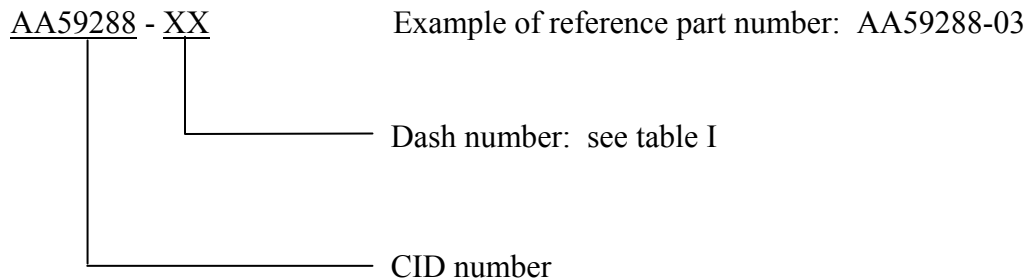 AA59288 - XX Example of reference part number: AA59288-03
Dash number: see table I
CID number